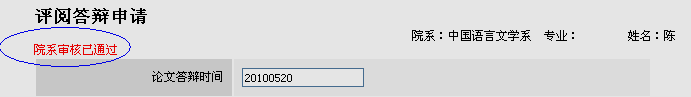 评阅答辩申请
院系：中国语言文学系 专业： 姓名：陈
院系审核已通过
论文答辩时间 20100520